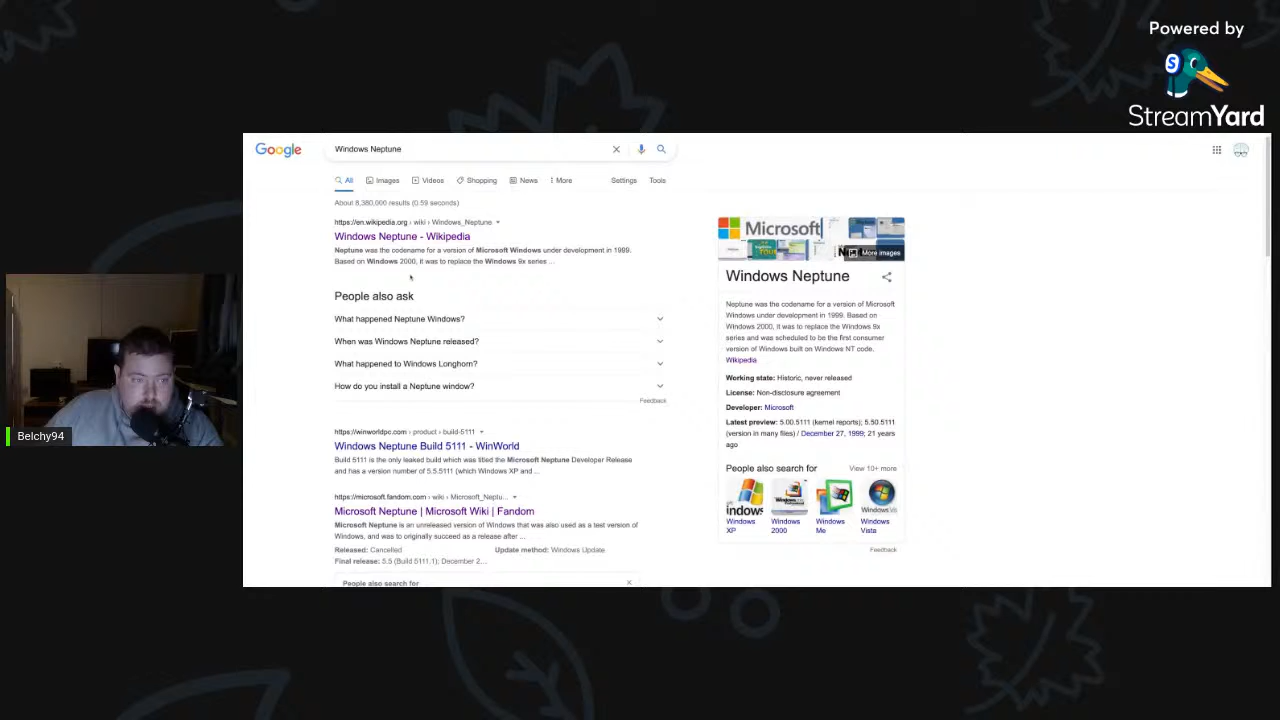 Powered by
StreamYard
Google
Windows Neptune
All
Images
Videos
Shopping
News
More
Settings
Tools
About 8,380,000 results (0.59 seconds)
https://en.wikipedia.org › wiki › Windows_Neptune
Windows Neptune - Wikipedia
Neptune was the codename for a version of Microsoft Windows under development in 1999.
Based on Windows 2000, it was to replace the Windows 9x series ...
People also ask
What happened Neptune Windows?
When was Windows Neptune released?
What happened to Windows Longhorn?
How do you install a Neptune window?
Feedback
https://winworldpc.com › product › build-5111
Windows Neptune Build 5111 - WinWorld
Build 5111 is the only leaked build which was titled the Microsoft Neptune Developer Release
and has a version number of 5.5.5111 (which Windows XP and ...
https://microsoft.fandom.com › wiki › Microsoft_Neptu...
Microsoft Neptune | Microsoft Wiki | Fandom
Microsoft Neptune is an unreleased version of Windows that was also used as a test version of
Windows, and was to originally succeed as a release after ...
Released: Cancelled
Update method: Windows Update
Final release: 5.5 (Build 5111.1); December 2...
People also search for
Microsoft
More images
Windows Neptune
Neptune was the codename for a version of Microsoft
Windows under development in 1999. Based on
Windows 2000, it was to replace the Windows 9x
series and was scheduled to be the first consumer
version of Windows built on Windows NT code.
Wikipedia
Working state: Historic, never released
License: Non-disclosure agreement
Developer: Microsoft
Latest preview: 5.00.5111 (kernel reports); 5.50.5111
(version in many files) / December 27, 1999; 21 years
ago
People also search for
View 10+ more
Windows
XP
Windows
2000
Windows
Me
Windows
Vista
Feedback
Belchy94